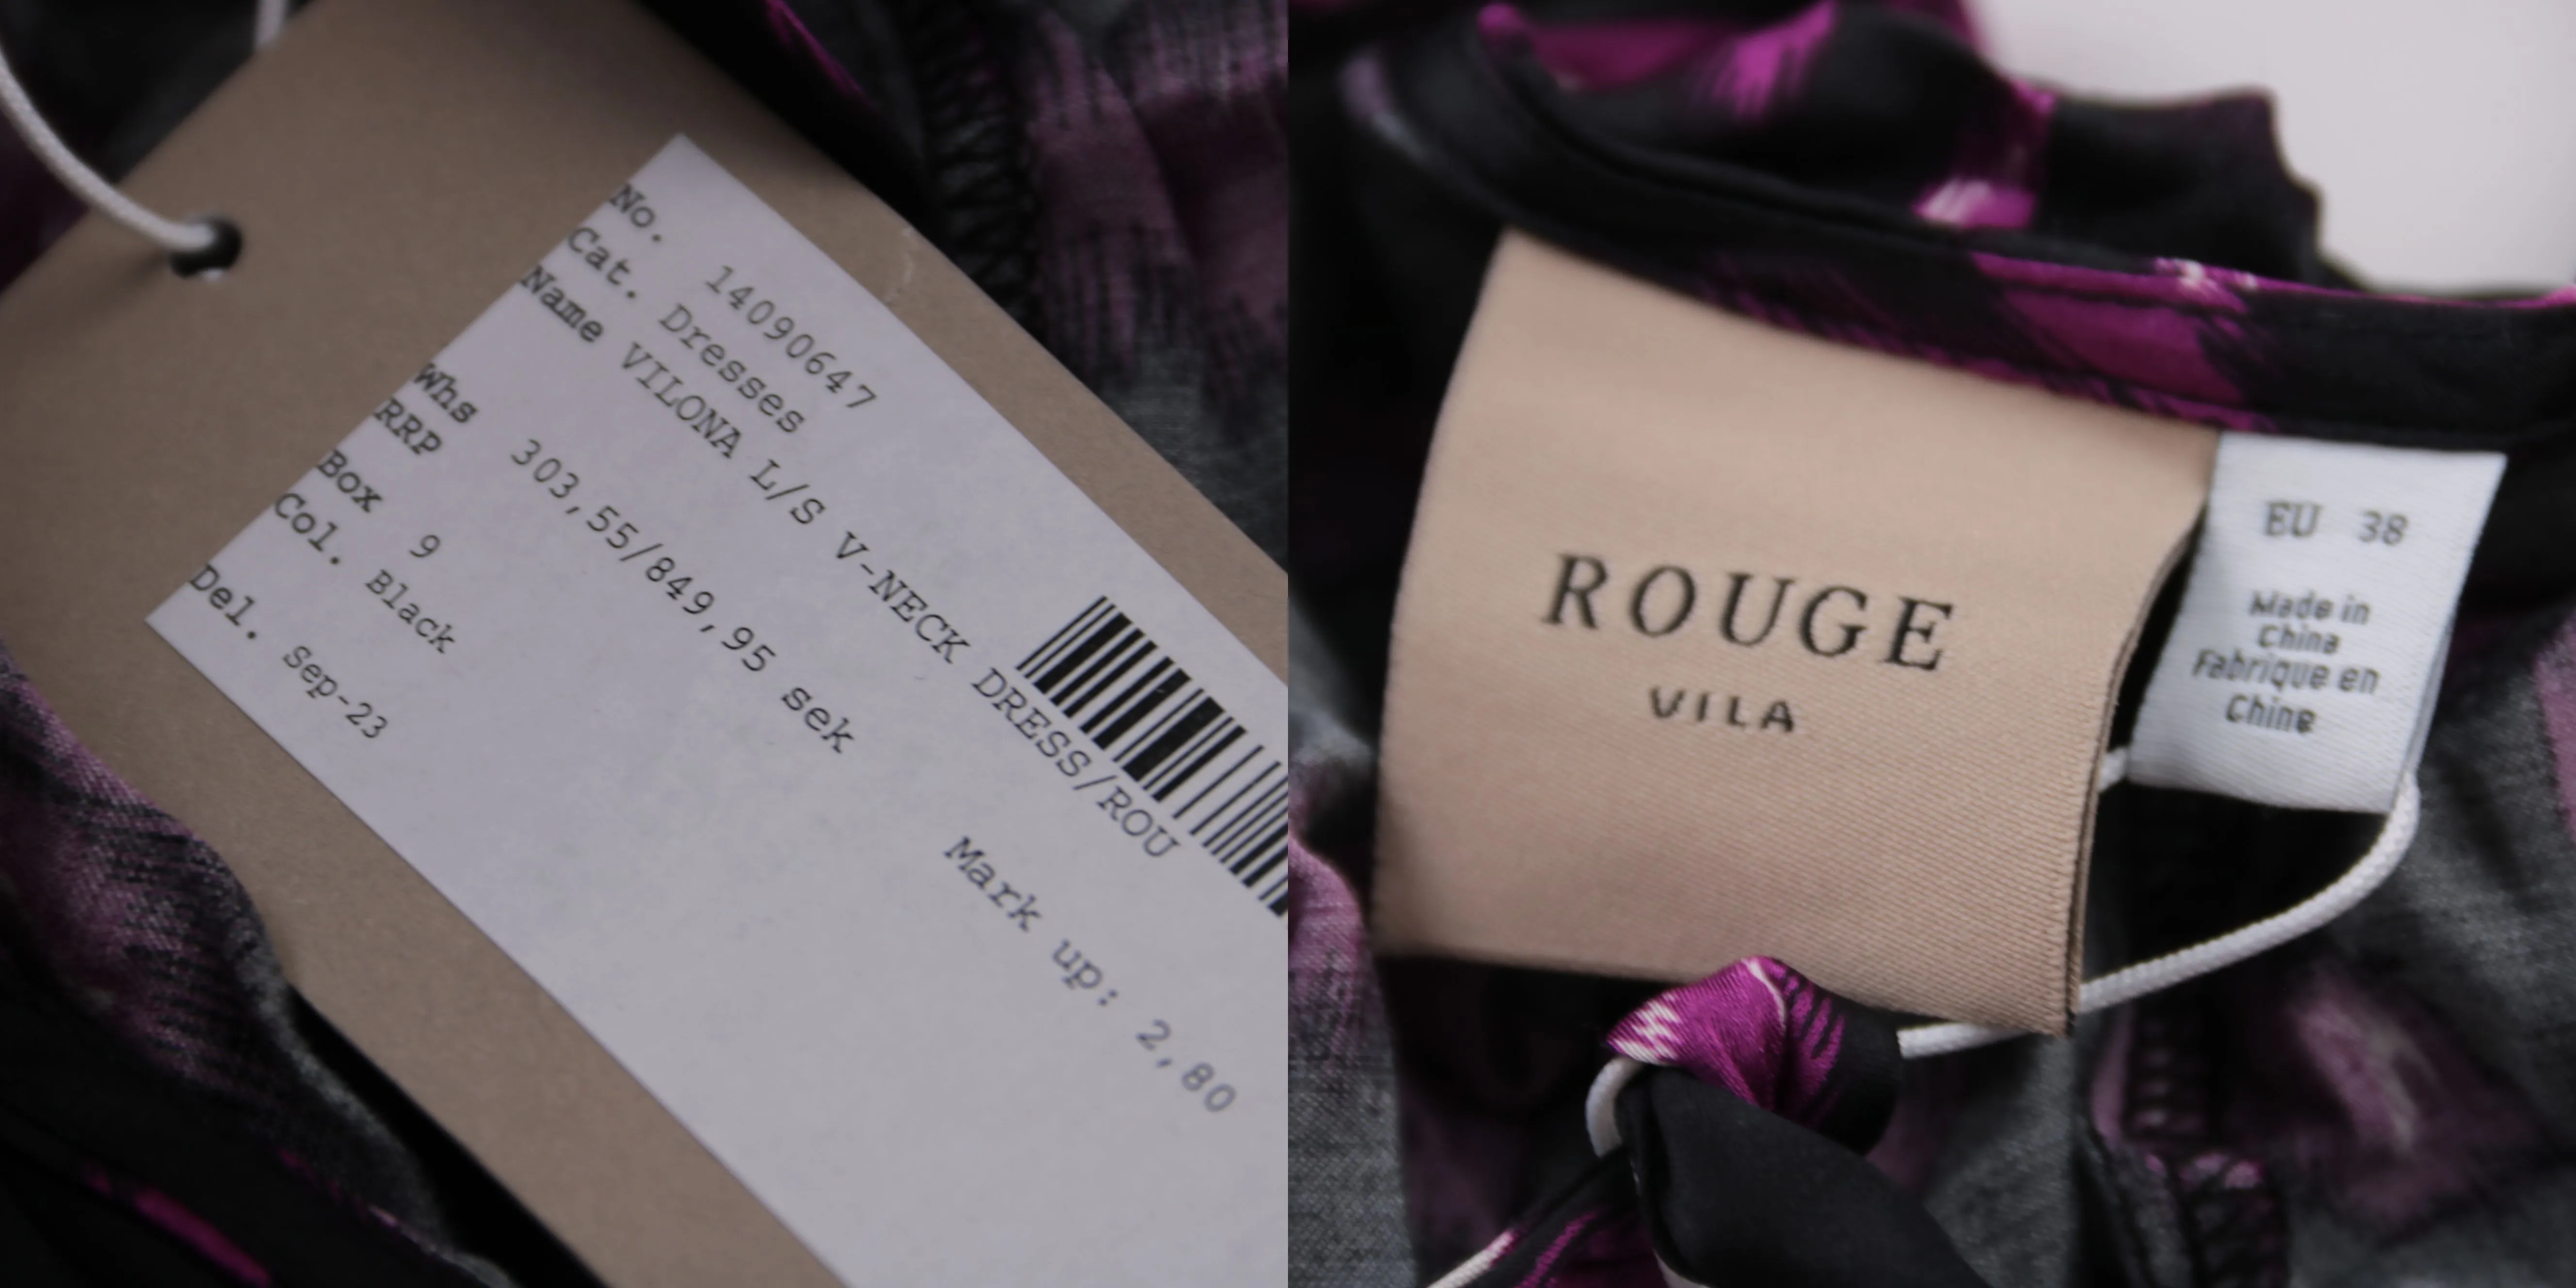 No. 14090647
Cat. Dresses
Name VILONA L/S V-NECK DRESS/ROU
Whs
RRP 303,55/849,95 sek Mark up: 2,80
Box 9
Col. Black
Del. Sep-23
ROUGE
VILA
EU 38
Made in
China
Fabriqué en
Chine